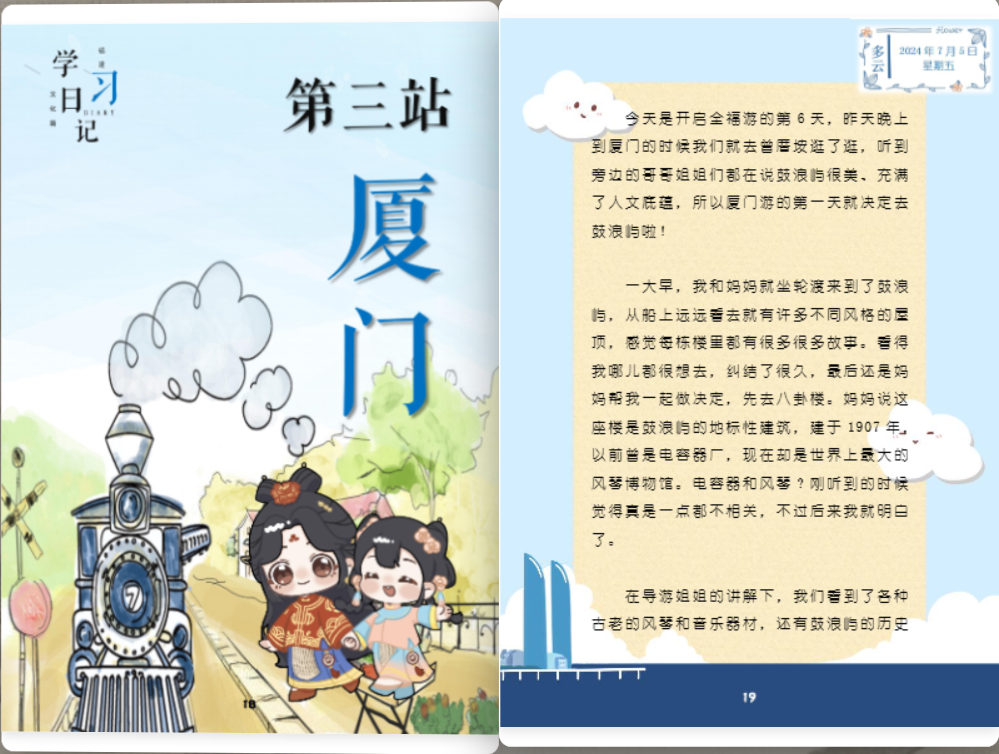 学习日记
福建
DIARY
第三站
厦门
7
18
多云
FLOWER
2024年7月5日
星期五
今天是开启全福游的第6天，昨天晚上
到厦门的时候我们就去曾厝垵逛了逛，听到
旁边的哥哥姐姐们都在说鼓浪屿很美、充满
了人文底蕴，所以厦门游的第一天就决定去
鼓浪屿啦！
一大早，我和妈妈就坐轮渡来到了鼓浪
屿，从船上远远看去就有许多不同风格的屋
顶，感觉每栋楼里都有很多很多故事。看得
我哪儿都很想去，纠结了很久，最后还是妈
妈帮我一起做决定，先去八卦楼。妈妈说这
座楼是鼓浪屿的地标性建筑，建于1907年，
以前曾是电容器厂，现在却是世界上最大的
风琴博物馆。电容器和风琴？刚听到的时候
觉得真是一点都不相关，不过后来我就明白
了。
在导游姐姐的讲解下，我们看到了各种
古老的风琴和音乐器材，还有鼓浪屿的历史
19